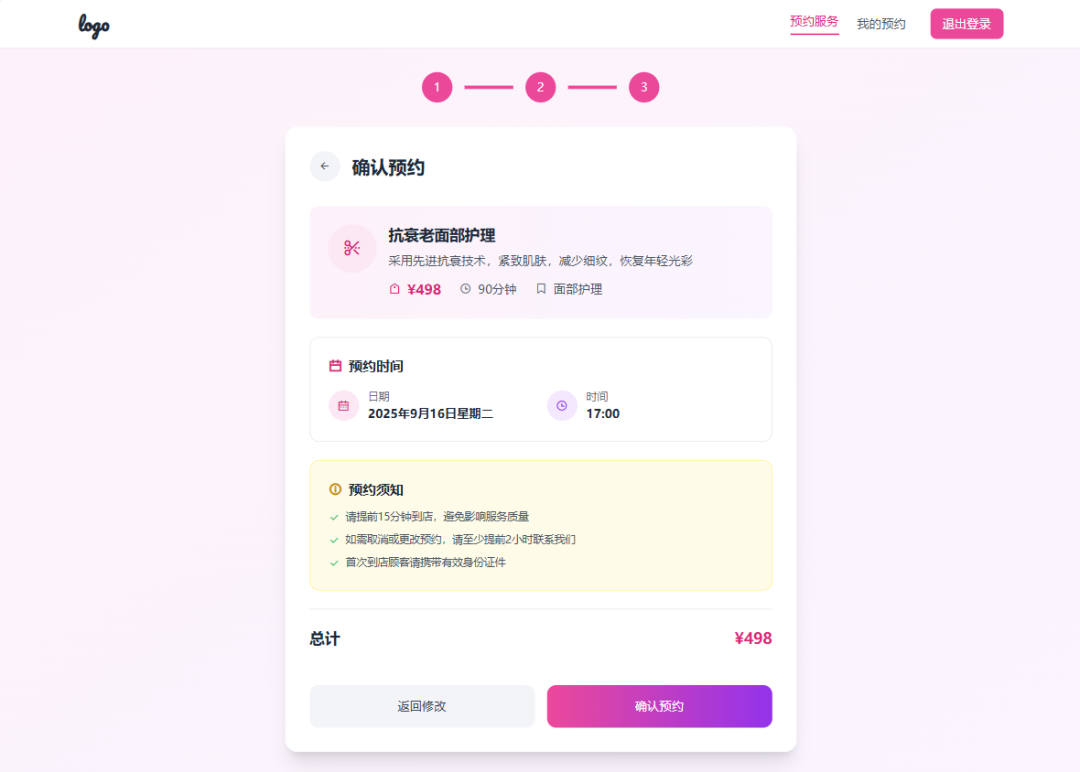 logo
预约服务 我的预约 退出登录
1 2 3
确认预约
抗衰老面部护理
采用先进抗衰技术，紧致肌肤，减少细纹，恢复年轻光彩
¥498 90分钟 面部护理
预约时间
日期 时间
2025年9月16日星期二 17:00
预约须知
请提前15分钟到店，避免影响服务质量
如需取消或更改预约，请至少提前2小时联系我们
首次到店顾客请携带有效身份证件
总计 ¥498
返回修改 确认预约